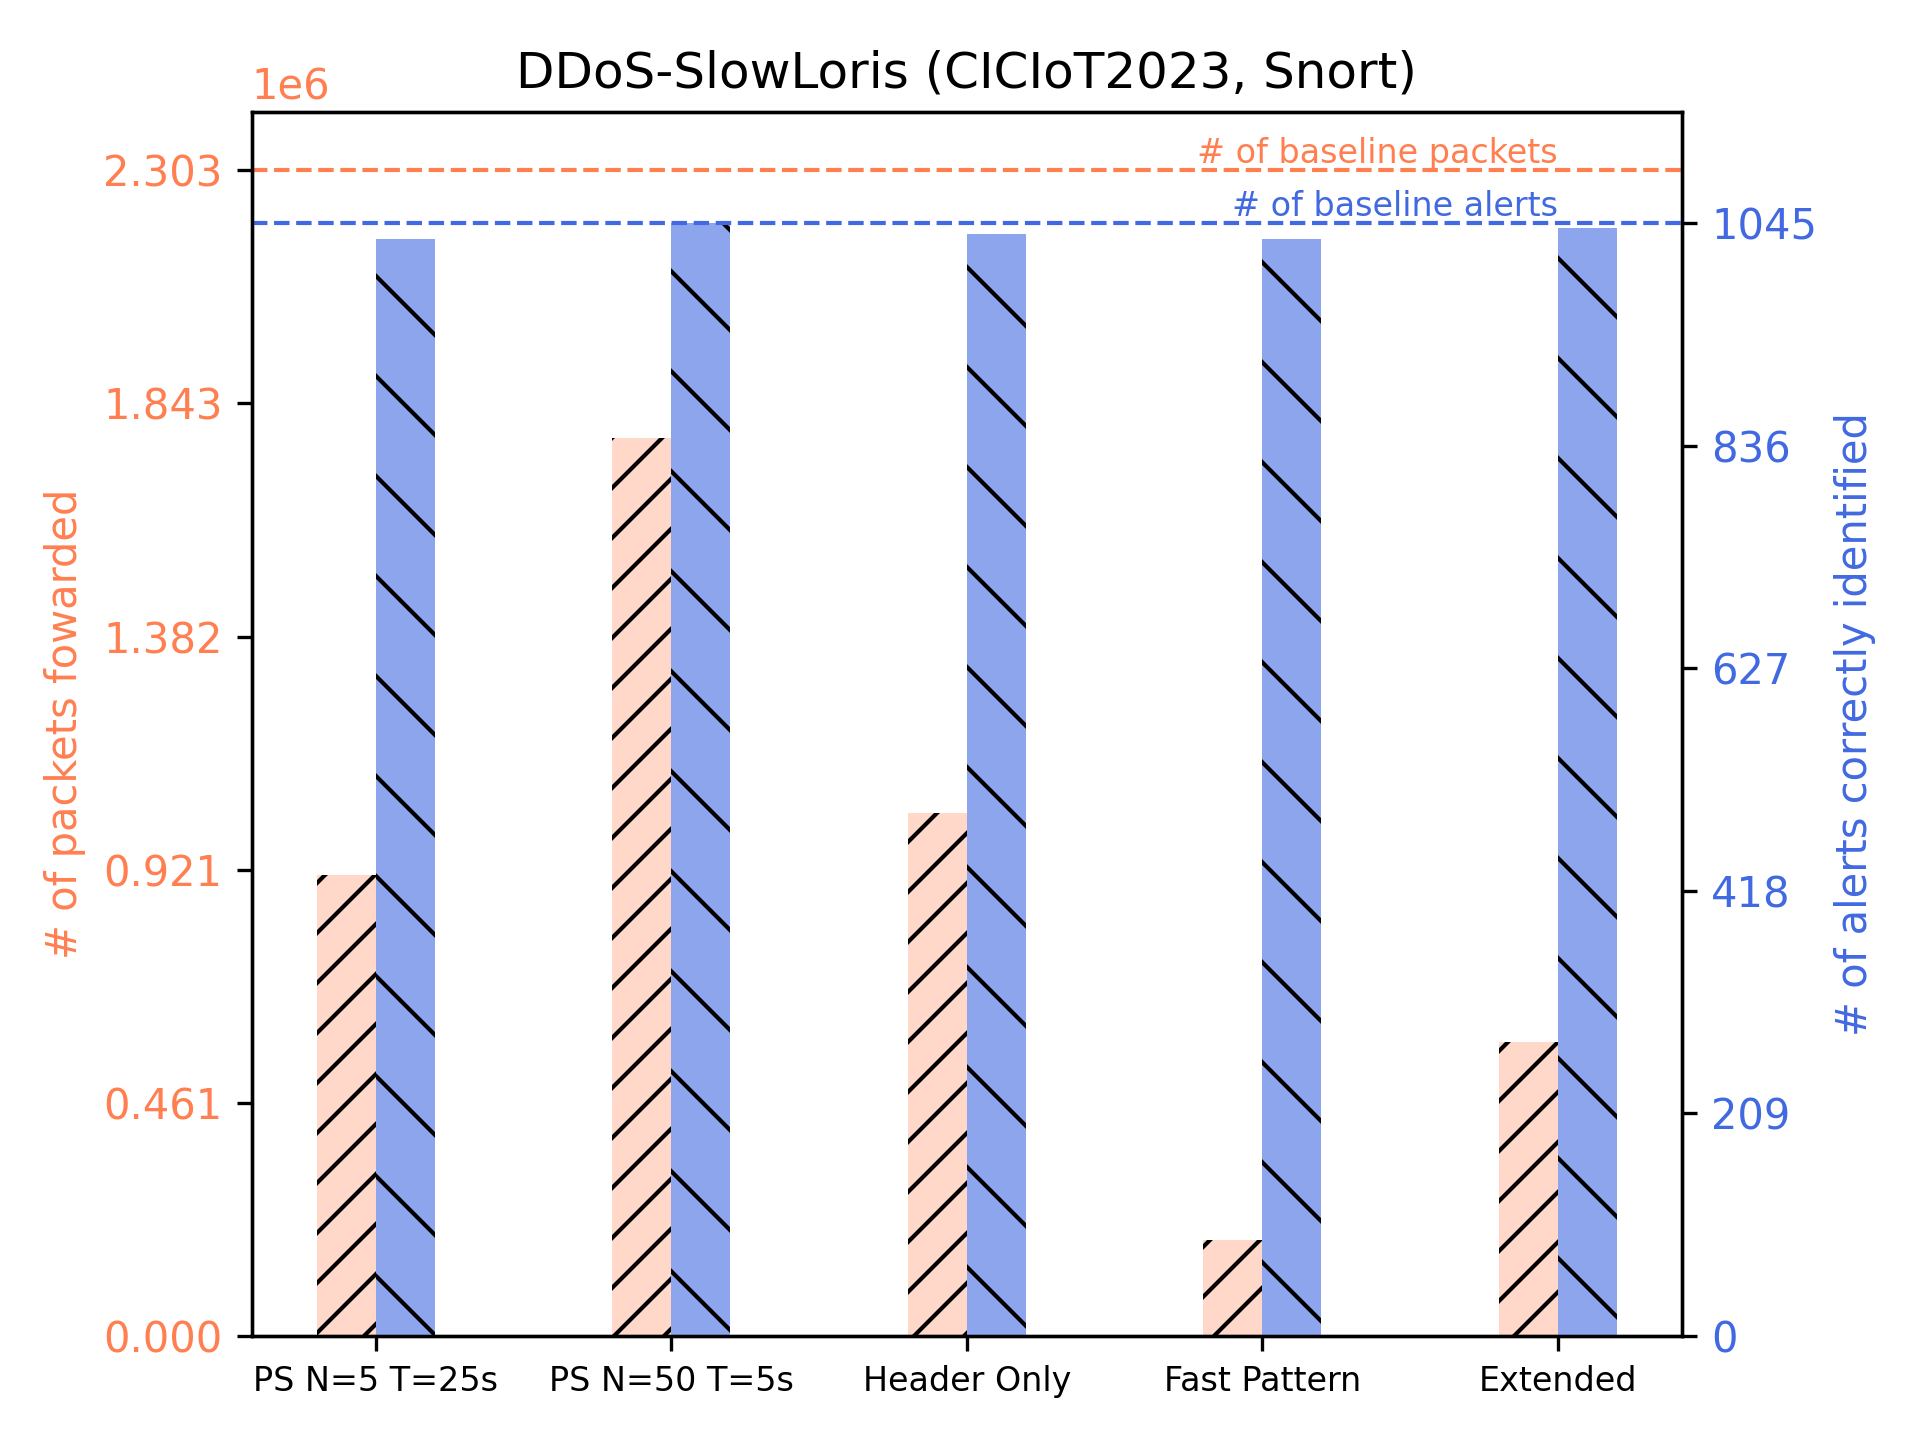 DDoS-SlowLoris (CICIoT2023, Snort)
1e6
# of baseline packets
# of baseline alerts
2.303
1.843
1.382
0.921
0.461
0.000
# of packets fowarded
1045
836
627
418
209
0
# of alerts correctly identified
PS N=5 T=25s
PS N=50 T=5s
Header Only
Fast Pattern
Extended